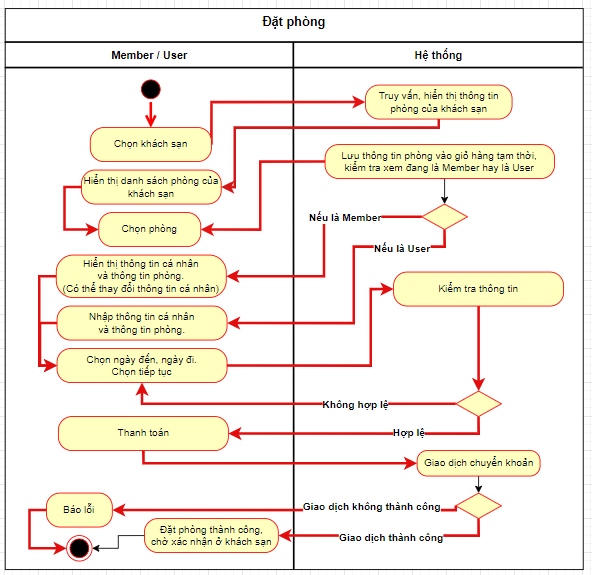 Đặt phòng
Member / User
Hệ thống
Truy vấn, hiển thị thông tin
phòng của khách sạn
Chọn khách sạn
Lưu thông tin phòng vào giỏ hàng tạm thời,
kiểm tra xem đang là Member hay là User
Hiển thị danh sách phòng của
khách sạn
Chọn phòng
Nếu là Member
Nếu là User
Hiển thị thông tin cá nhân
và thông tin phòng.
(Có thể thay đổi thông tin cá nhân)
Kiểm tra thông tin
Nhập thông tin cá nhân
và thông tin phòng.
Chọn ngày đến, ngày đi.
Chọn tiếp tục
Không hợp lệ
Hợp lệ
Thanh toán
Giao dịch chuyển khoản
Giao dịch không thành công
Báo lỗi
Đặt phòng thành công,
chờ xác nhận ở khách sạn
Giao dịch thành công